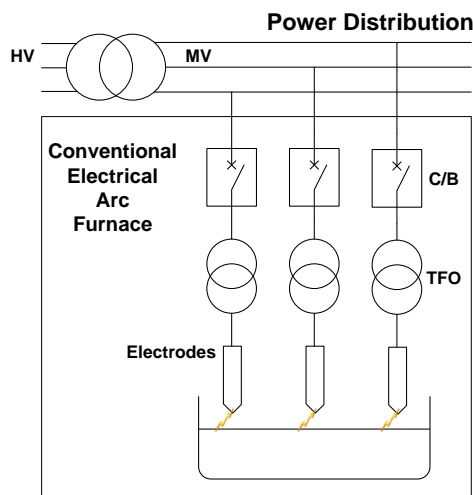 Power Distribution
HV
MV
Conventional
Electrical
Arc
Furnace
C/B
TFO
Electrodes